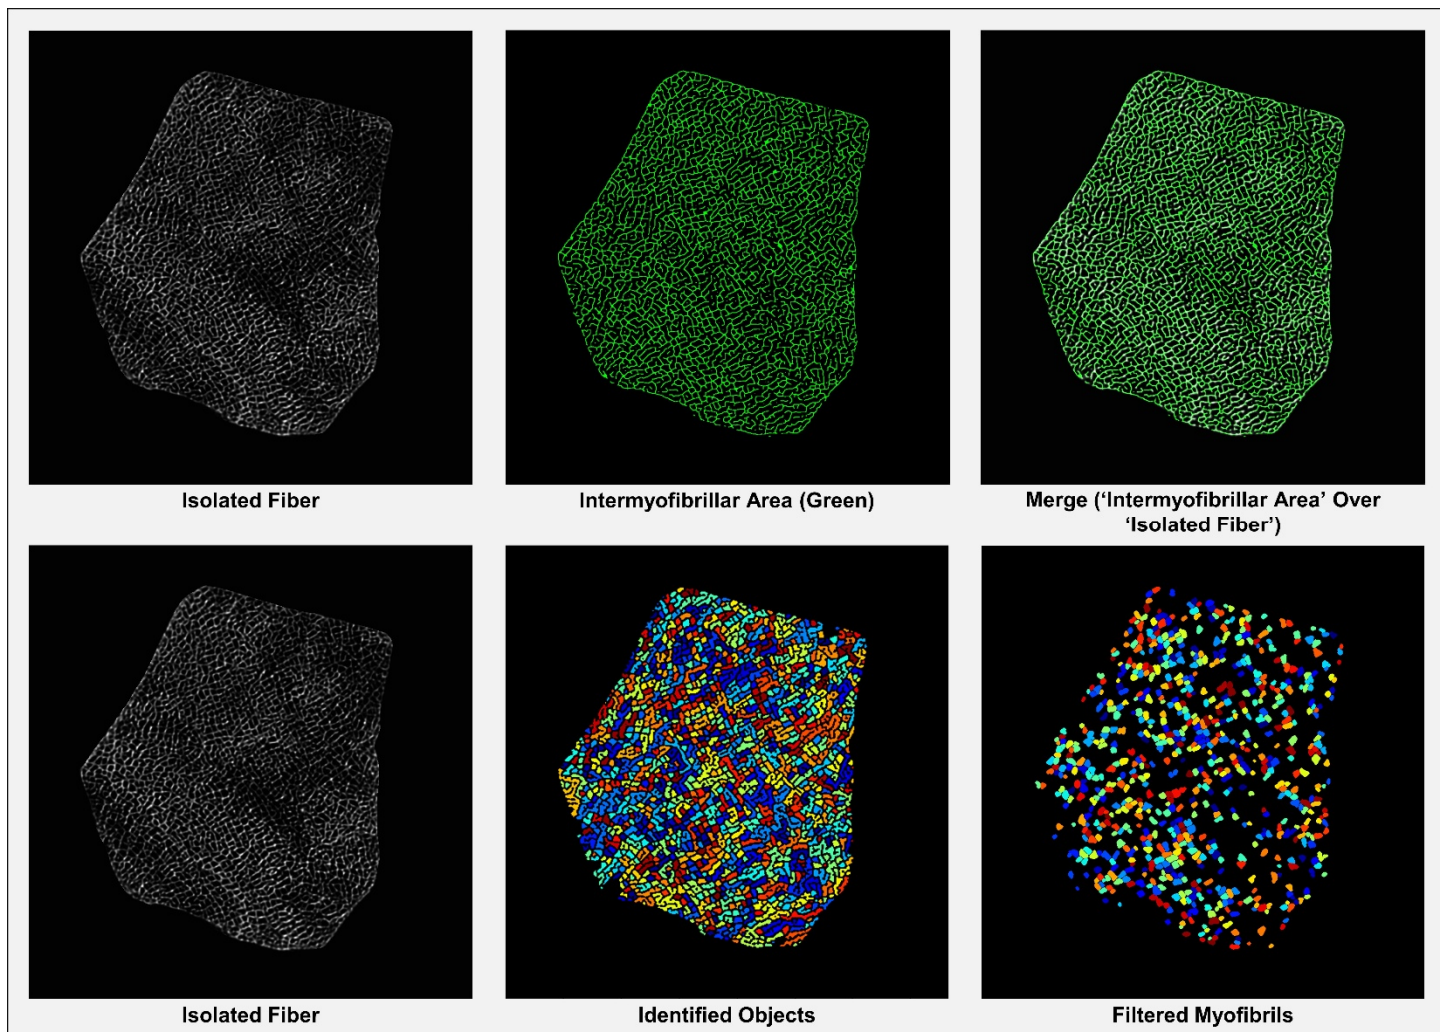 Isolated Fiber
Intermyofibrillar Area (Green)
Merge (‘Intermyofibrillar Area’ Over
‘Isolated Fiber’)
Isolated Fiber
Identified Objects
Filtered Myofibrils